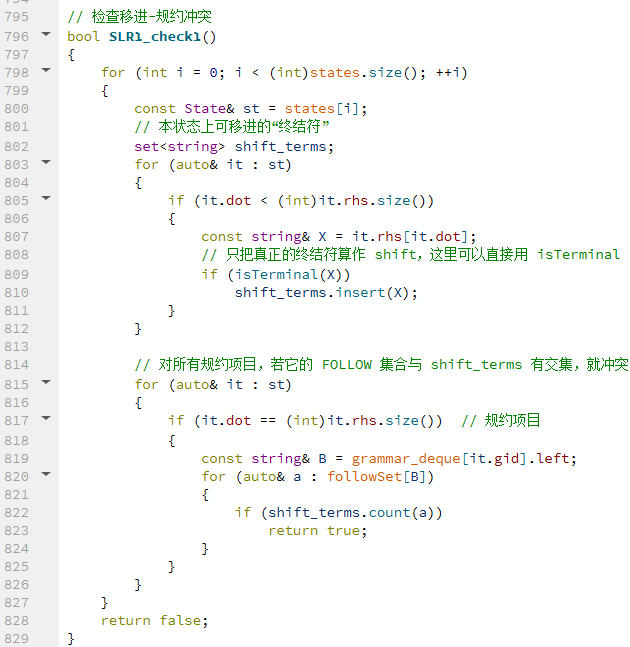 795 // 检查移进-规约冲突
796 bool SLR1_check1()
797 {
798 for (int i = 0; i < (int)states.size(); ++i)
799 {
800 const State& st = states[i];
801 // 本状态上可移进的“终结符”
802 set<string> shift_terms;
803 for (auto& it : st)
804 {
805 if (it.dot < (int)it.rhs.size())
806 {
807 const string& X = it.rhs[it.dot];
808 // 只把真正的终结符算作 shift，这里可以直接用 isTerminal
809 if (isTerminal(X))
810 shift_terms.insert(X);
811 }
812 }
813
814 // 对所有规约项目，若它的 FOLLOW 集合与 shift_terms 有交集，就冲突
815 for (auto& it : st)
816 {
817 if (it.dot == (int)it.rhs.size()) // 规约项目
818 {
819 const string& B = grammar_deque[it.gid].left;
820 for (auto& a : followSet[B])
821 {
822 if (shift_terms.count(a))
823 return true;
824 }
825 }
826 }
827 }
828 return false;
829 }